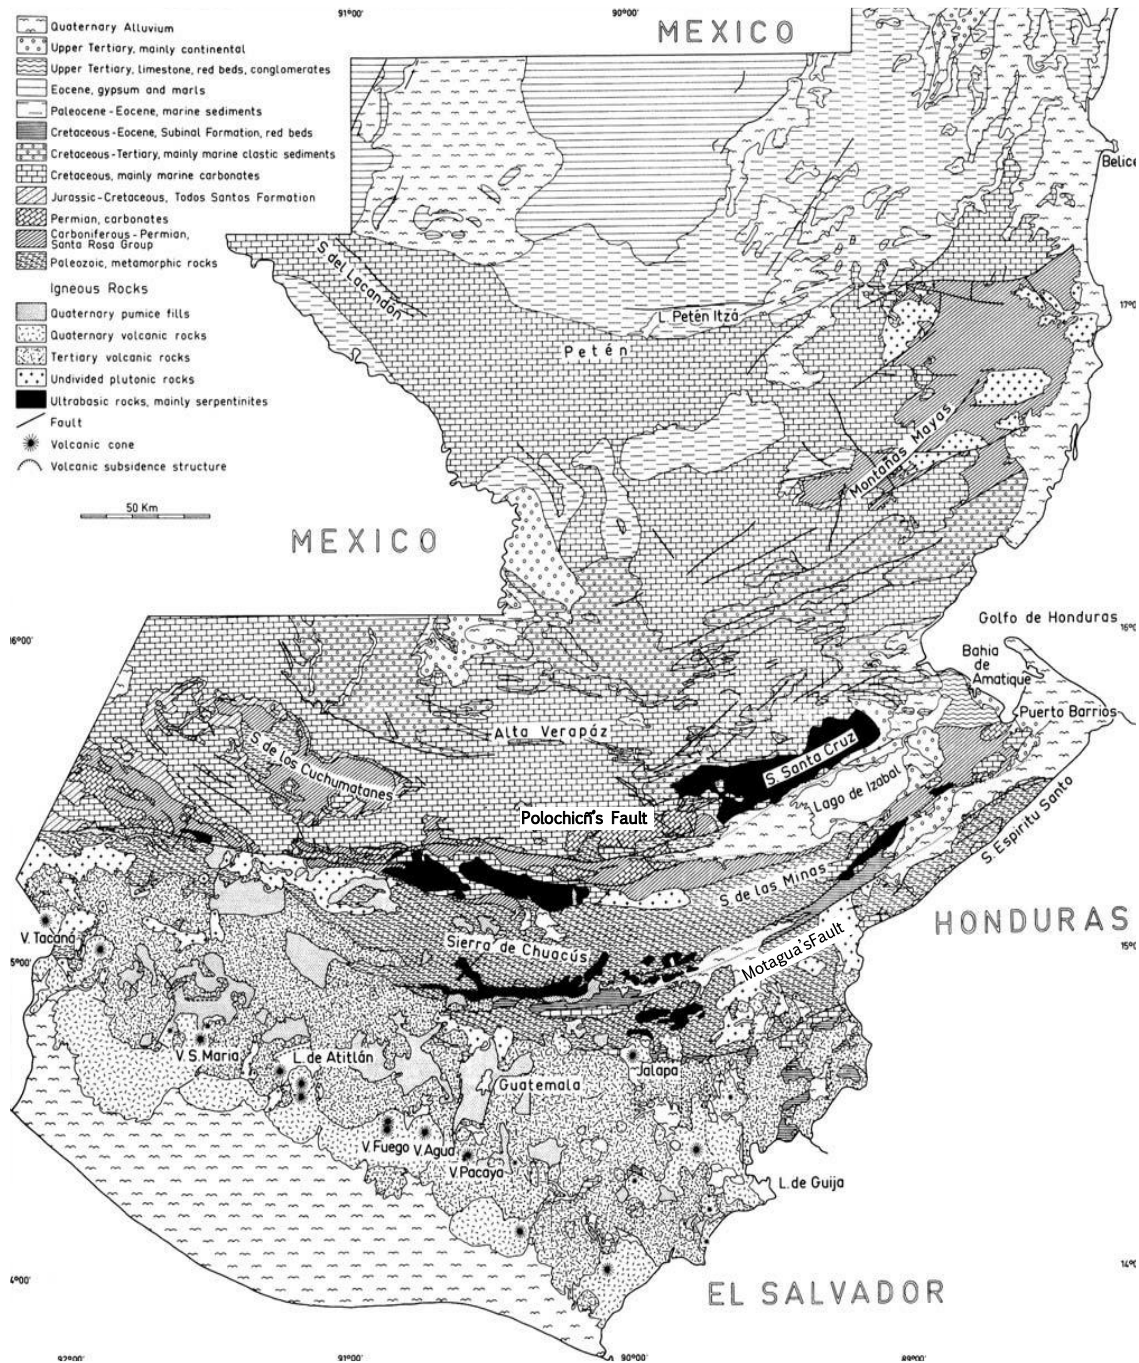 91°00'
90°00'
MEXICO
Quaternary Alluvium
Upper Tertiary, mainly continental
Upper Tertiary, limestone, red beds, conglomerates
Eocene, gypsum and marls
Paleocene-Eocene, marine sediments
Cretaceous-Eocene, Subinal Formation, red beds
Cretaceous-Tertiary, mainly marine clastic sediments
Cretaceous, mainly marine carbonates
Jurassic-Cretaceous, Todos Santos Formation
Permian, carbonates
Carboniferous-Permian,
Santa Rosa Group
Paleozoic, metamorphic rocks
Igneous Rocks
Quaternary pumice fills
Quaternary volcanic rocks
Tertiary volcanic rocks
Undivided plutonic rocks
Ultrabasic rocks, mainly serpentinites
Fault
Volcanic cone
Volcanic subsidence structure
50 Km
Belice
S. del Lacandón
17°0
L. Petén Itzá
Petén
Montañas Mayas
MEXICO
Golfo de Honduras
16°00'
16°0
Bahia
de
Amatique
Puerto Barrios
Alta Verapáz
S. de los Cuchumatanes
S. Santa Cruz
Lago de Izabal
Polochicñ's Fault
S. Espiritu Santo
S. de las Minas
HONDURAS
V. Tacaná
Sierra de Chuacús
Motagua'sFault
15°0
5°00'
V. S. Maria
L. de Atitlán
Jalapa
Guatemala
V. Fuego
V. Agua
V. Pacaya
L. de Guija
4°00'
14°0
EL SALVADOR
92°00'
91°00'
90°00'
89°00'